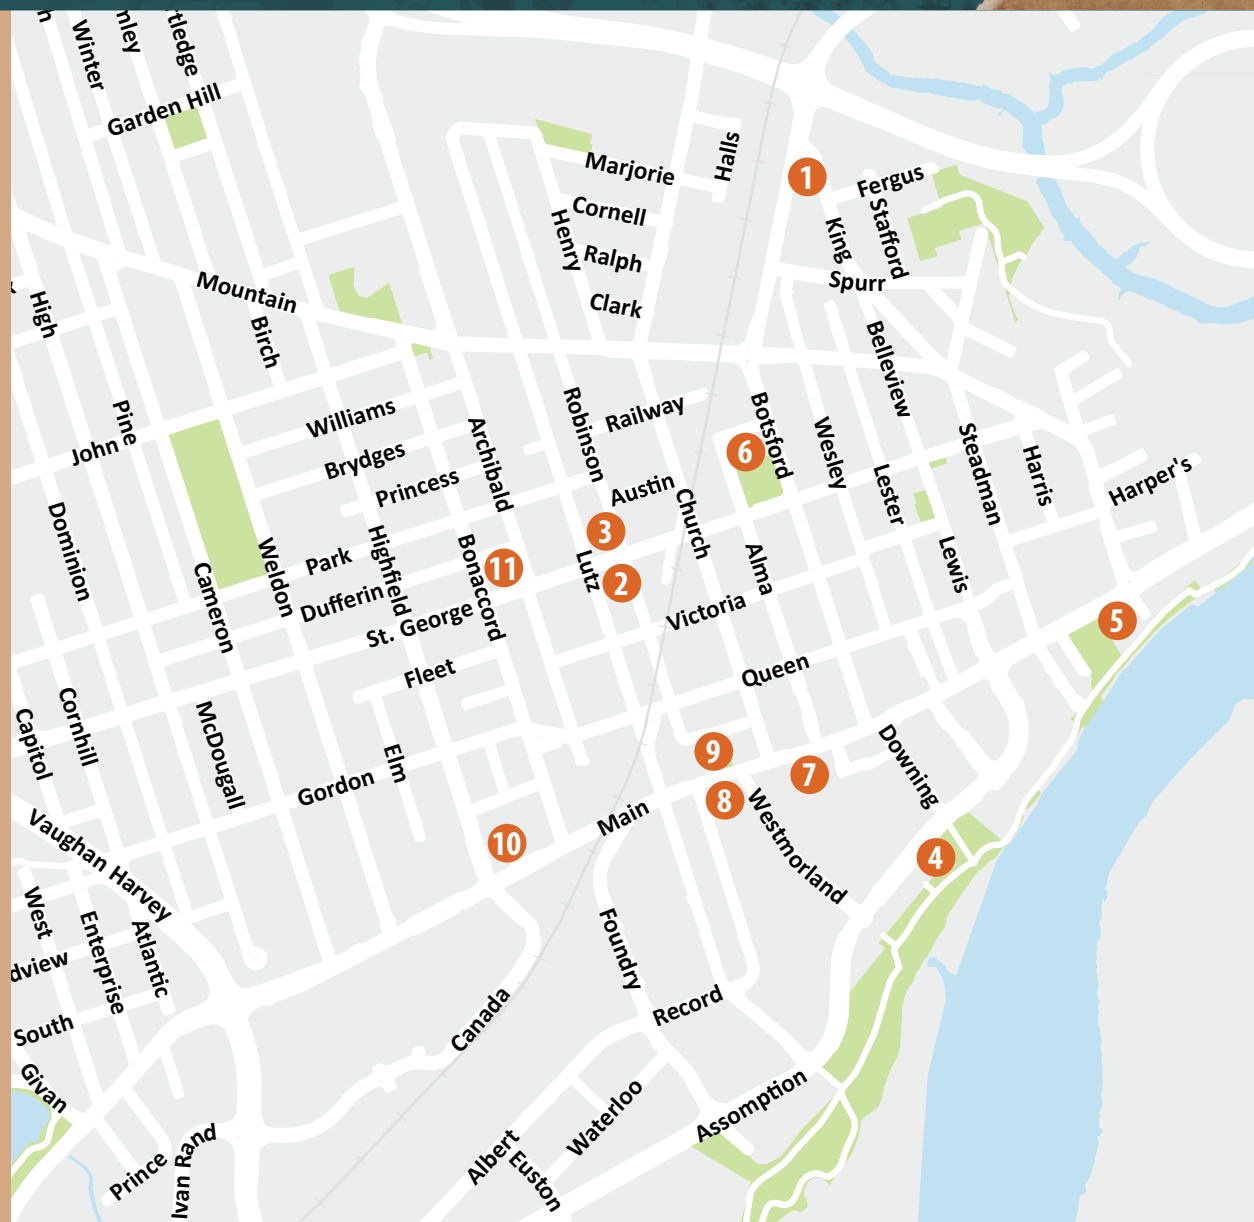 Winter
Garden Hill
Halls
Marjorie
1
Fergus
Cornell
Stafford
Henry
King
Ralph
Spurr
Mountain
Clark
High
Birch
Belleview
Pine
Williams
Robinson
Railway
Botsford
John
Archibald
Wesley
Brydges
6
Steadman
Harris
Princess
Austin
Lester
Harper's
Dominion
Church
3
Highfield
Lewis
Park
Bonaccord
11
Lutz
2
Alma
Weldon
Cameron
Dufferin
St. George
Victoria
5
Fleet
Queen
Cornhill
Capitol
McDougall
Elm
9
Downing
Gordon
7
8
Main
Westmorland
Vaughan Harvey
10
4
West
Enterprise
Atlantic
Foundry
dview
Record
South
Canada
Givan
Assomption
Waterloo
Albert
Euston
Prince
Ivan Rand